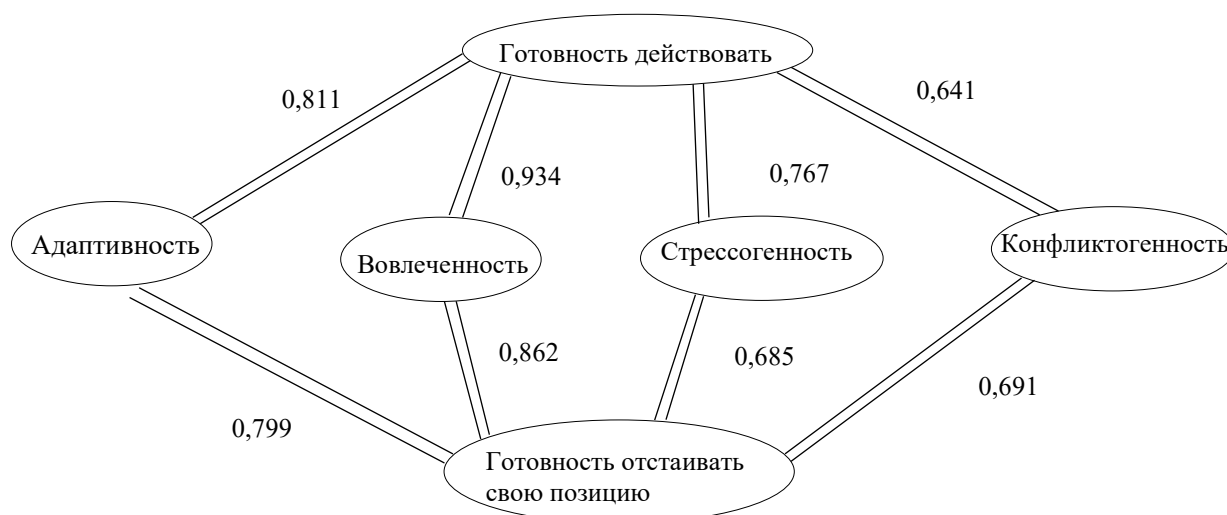 Готовность действовать
0,811
0,641
0,934
0,767
Адаптивность
Вовлеченность
Стрессогенность
Конфликтогенность
0,862
0,685
0,691
0,799
Готовность отстаивать
свою позицию